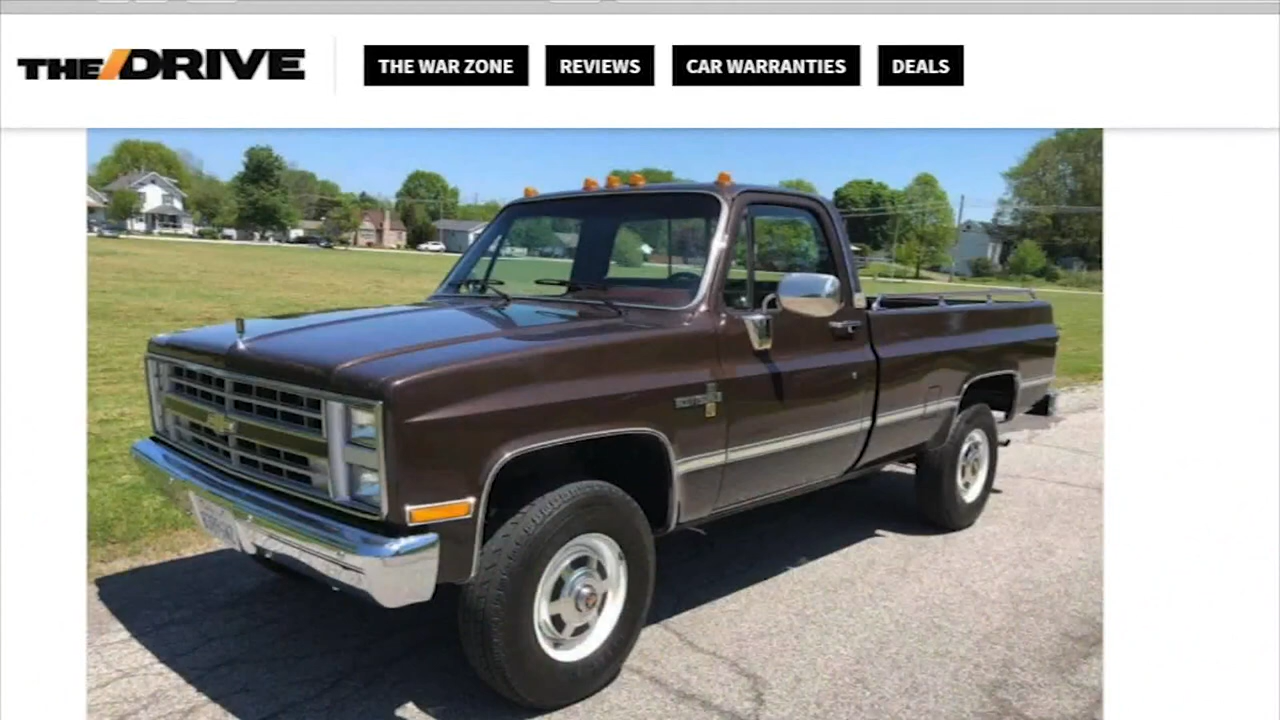 THE DRIVE
THE WAR ZONE
REVIEWS
CAR WARRANTIES
DEALS